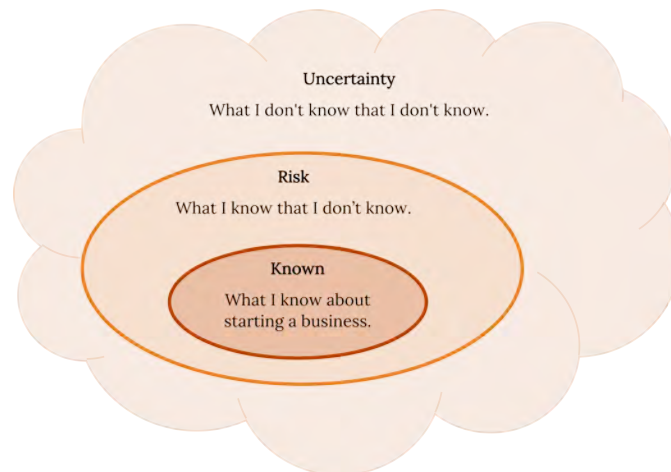 Uncertainty
What I don't know that I don't know.
Risk
What I know that I don’t know.
Known
What I know about
starting a business.